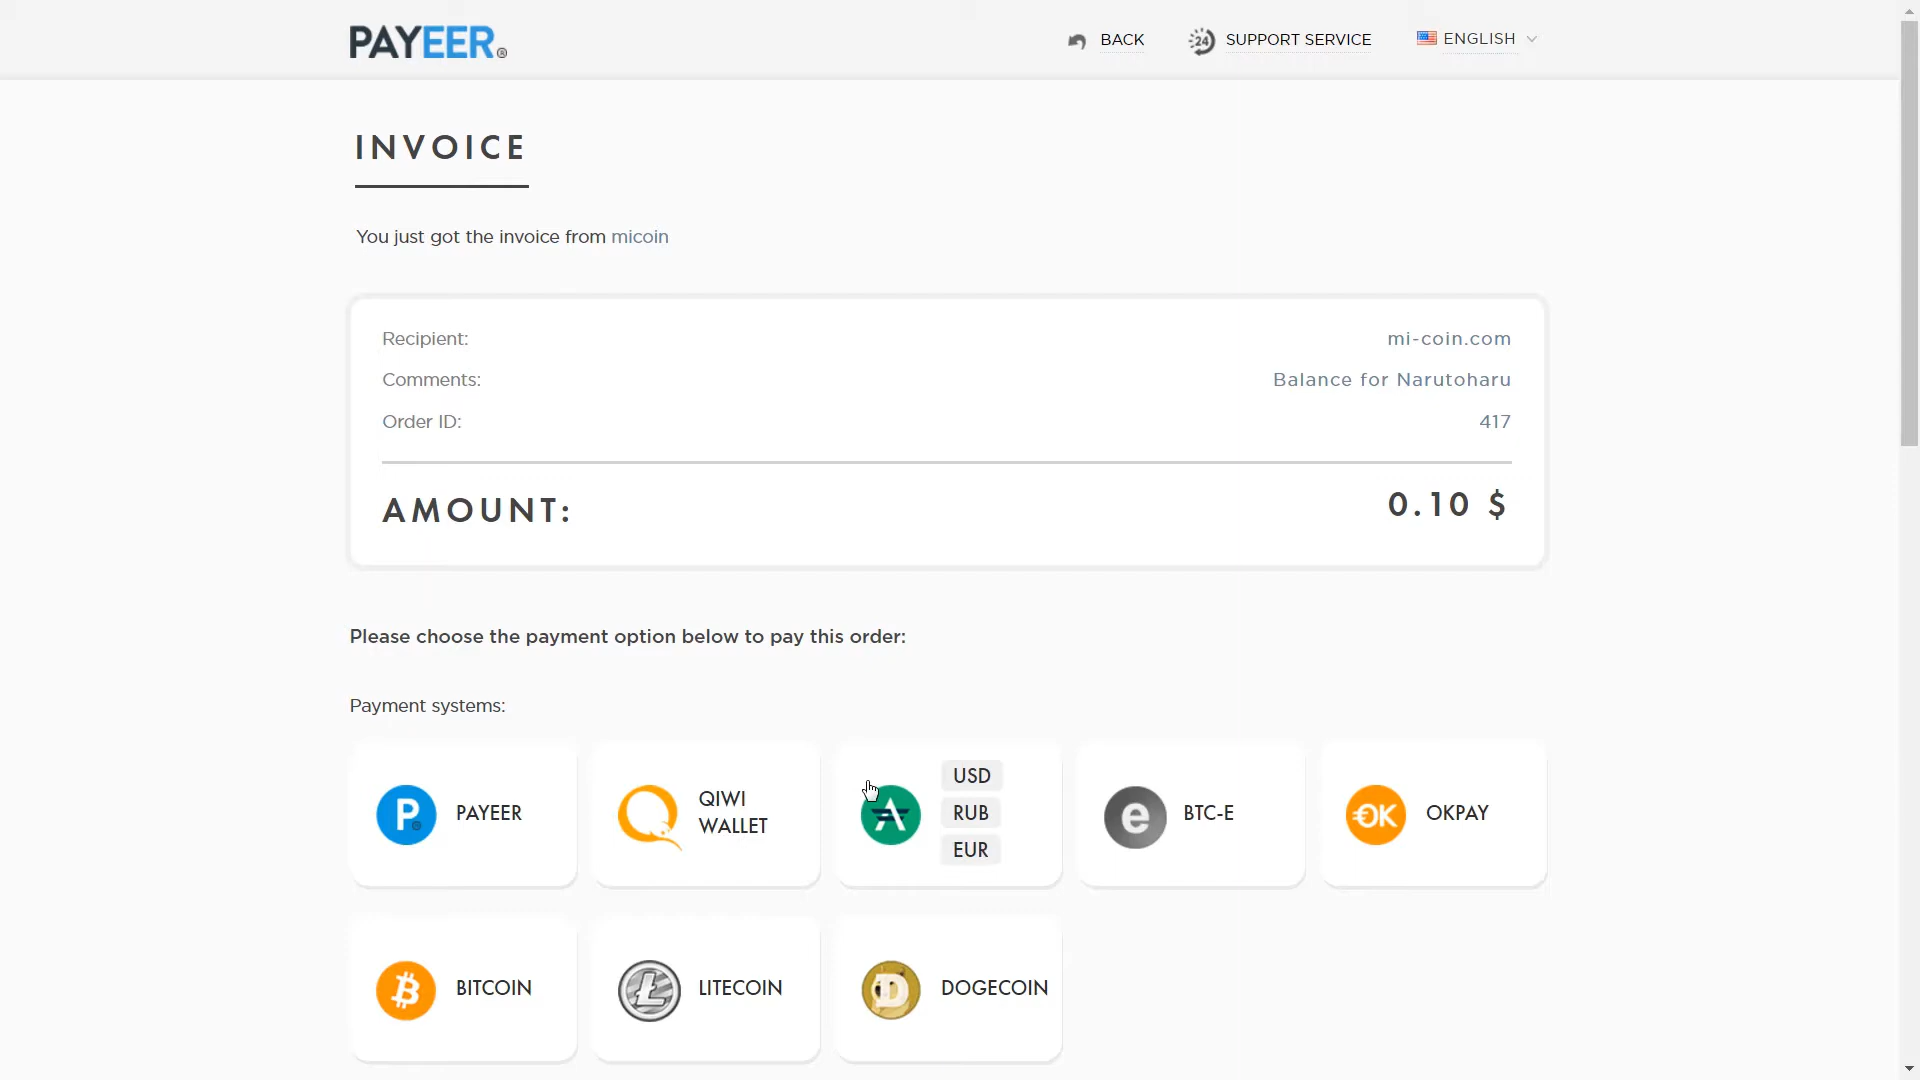 PAYEER®
BACK
24
SUPPORT SERVICE
ENGLISH
INVOICE
You just got the invoice from micoin
Recipient: mi-coin.com
Comments: Balance for Narutoharu
Order ID: 417
AMOUNT: 0.10 $
Please choose the payment option below to pay this order:
Payment systems:
P PAYEER
QIWI
WALLET
USD
RUB
EUR
e BTC-E
OK OKPAY
BITCOIN
LITECOIN
DOGECOIN